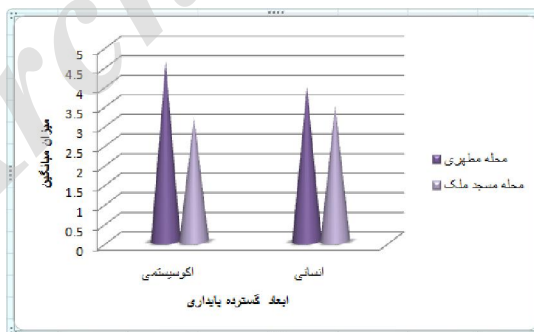 5
4.5
4
3.5
3
2.5
2
1.5
1
0.5
0
میزان میانگین
اکوسیستمی
انسانی
ابعاد گسترده پایداری
محله مطهری
محله مسجد ملک